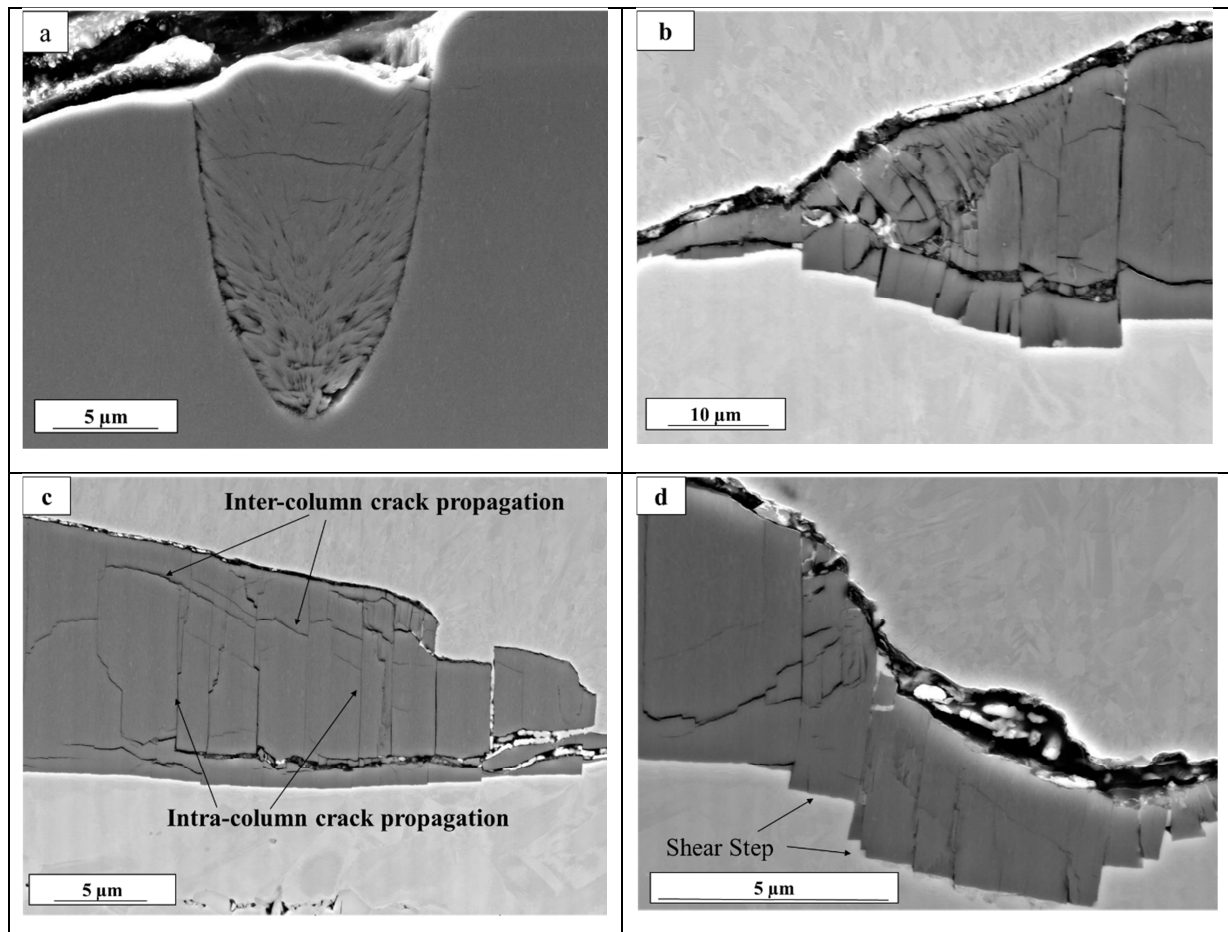 a
5 µm
b
10 µm
c
Inter-column crack propagation
Intra-column crack propagation
5 µm
d
Shear Step
5 µm